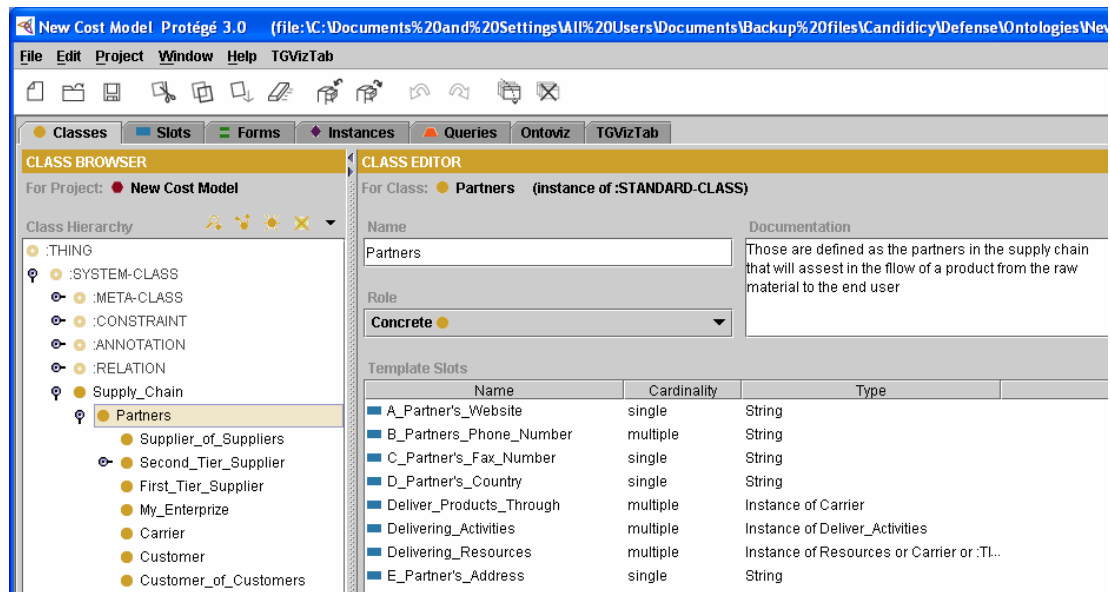 New Cost Model Protégé 3.0 (file:\C:\Documents%20and%20Settings\All%20Users\Documents\Backup%20files\Candidicy\Defense\Ontologies\Ne
File Edit Project Window Help TGVizTab
Classes Slots Forms Instances Queries Ontoviz TGVizTab
CLASS BROWSER
For Project: New Cost Model
Class Hierarchy
:THING
:SYSTEM-CLASS
:META-CLASS
:CONSTRAINT
:ANNOTATION
:RELATION
Supply_Chain
Partners
Supplier_of_Suppliers
Second_Tier_Supplier
First_Tier_Supplier
My_Enterprize
Carrier
Customer
Customer_of_Customers
CLASS EDITOR
For Class: Partners (instance of :STANDARD-CLASS)
Name
Partners
Documentation
Those are defined as the partners in the supply chain
that will assest in the fllow of a product from the raw
material to the end user
Role
Concrete
Template Slots
Name Cardinality Type
A_Partner's_Website single String
B_Partners_Phone_Number multiple String
C_Partner's_Fax_Number single String
D_Partner's_Country single String
Deliver_Products_Through multiple Instance of Carrier
Delivering_Activities multiple Instance of Deliver_Activities
Delivering_Resources multiple Instance of Resources or Carrier or :TI...
E_Partner's_Address single String